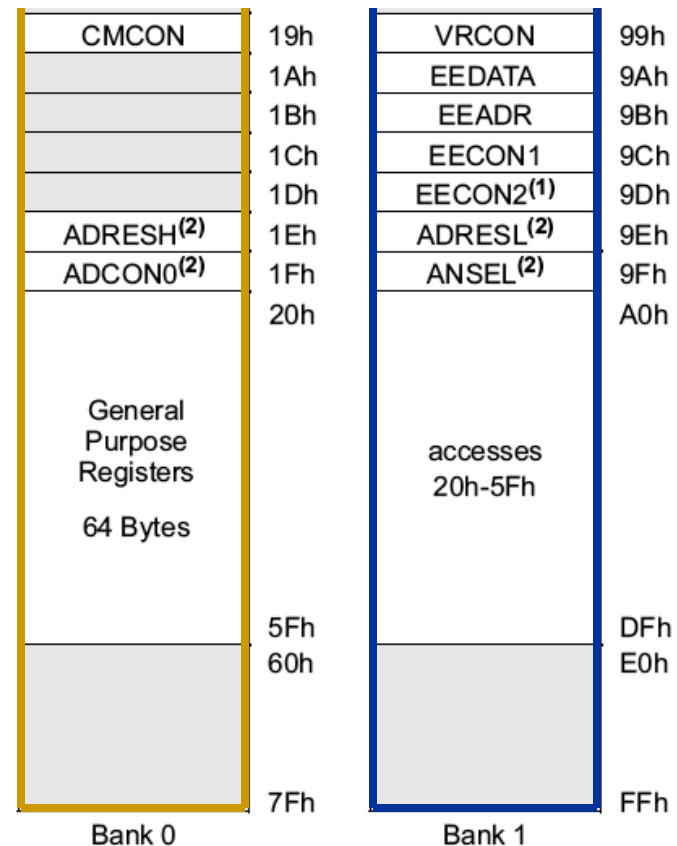 CMCON 19h VRCON 99h
1Ah EEDATA 9Ah
1Bh EEADR 9Bh
1Ch EECON1 9Ch
1Dh EECON2(1) 9Dh
ADRESH(2) 1Eh ADRESL(2) 9Eh
ADCON0(2) 1Fh ANSEL(2) 9Fh
20h A0h
General
Purpose
Registers
64 Bytes
accesses
20h-5Fh
5Fh DFh
60h E0h
7Fh FFh
Bank 0 Bank 1